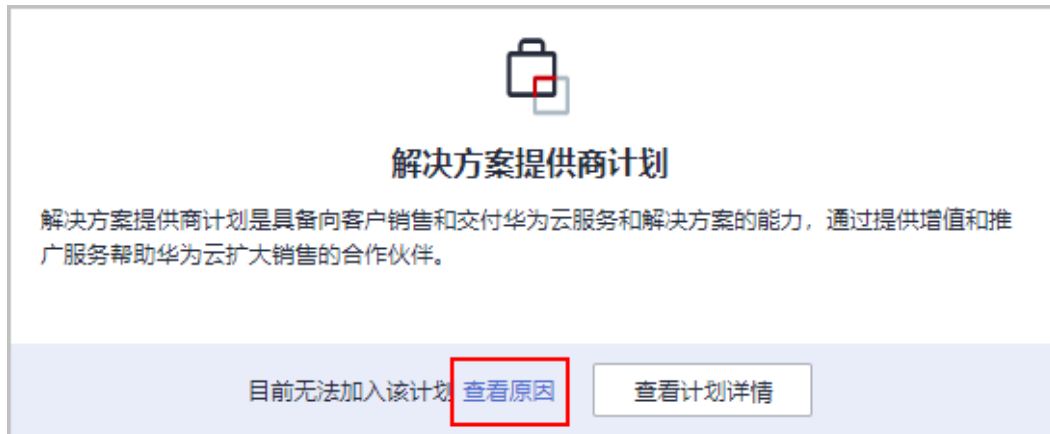 解决方案提供商计划
解决方案提供商计划是具备向客户销售和交付华为云服务和解决方案的能力，通过提供增值和推
广服务帮助华为云扩大销售的合作伙伴。
目前无法加入该计划 查看原因 查看计划详情